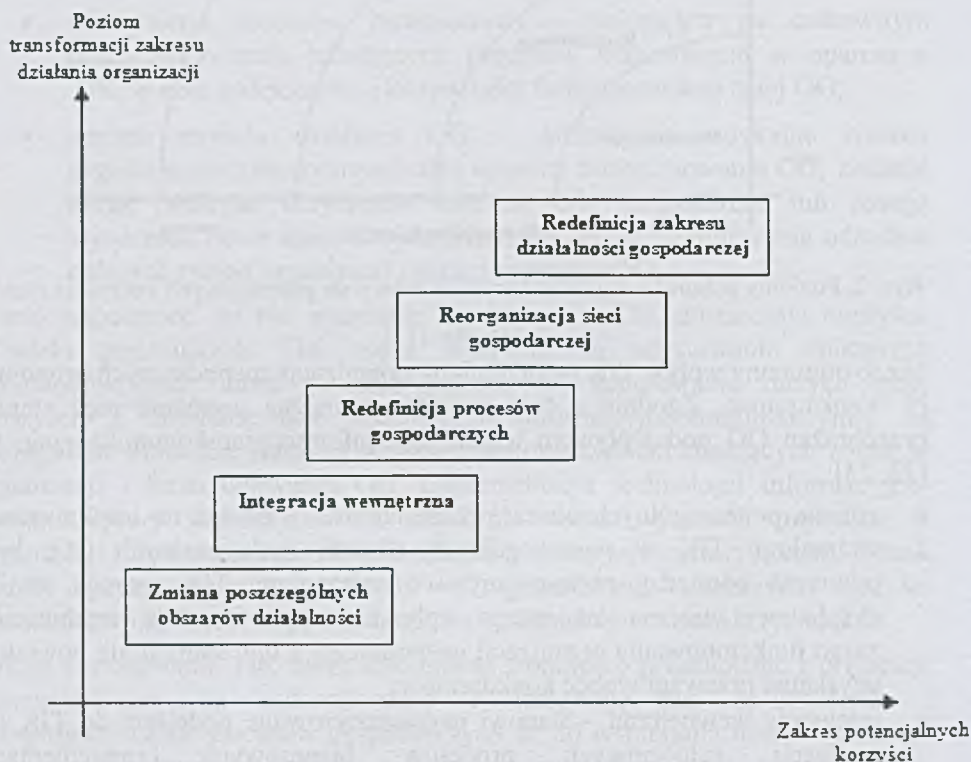 Poziom
transformacji zakresu
działania organizacji
Redefinicja zakresu
działalności gospodarczej
Reorganizacja sieci
gospodarczej
Redefinicja procesów
gospodarczych
Integracja wewnętrzna
Zmiana poszczególnych
obszarów działalności
Zakres potencjalnych
korzyści